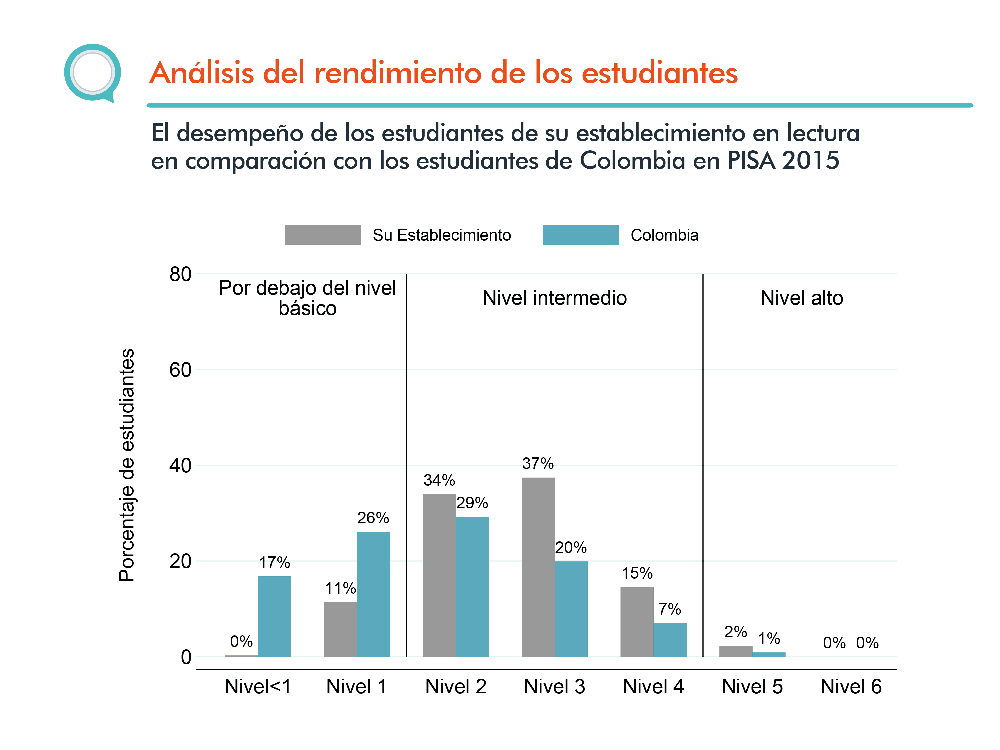 Análisis del rendimiento de los estudiantes
El desempeño de los estudiantes de su establecimiento en lectura
en comparación con los estudiantes de Colombia en PISA 2015
Su Establecimiento
Colombia
Porcentaje de estudiantes
80
60
40
20
0
Por debajo del nivel
básico
Nivel intermedio
Nivel alto
0%
17%
11%
26%
34%
29%
37%
20%
15%
7%
2%
1%
0%
0%
Nivel<1
Nivel 1
Nivel 2
Nivel 3
Nivel 4
Nivel 5
Nivel 6